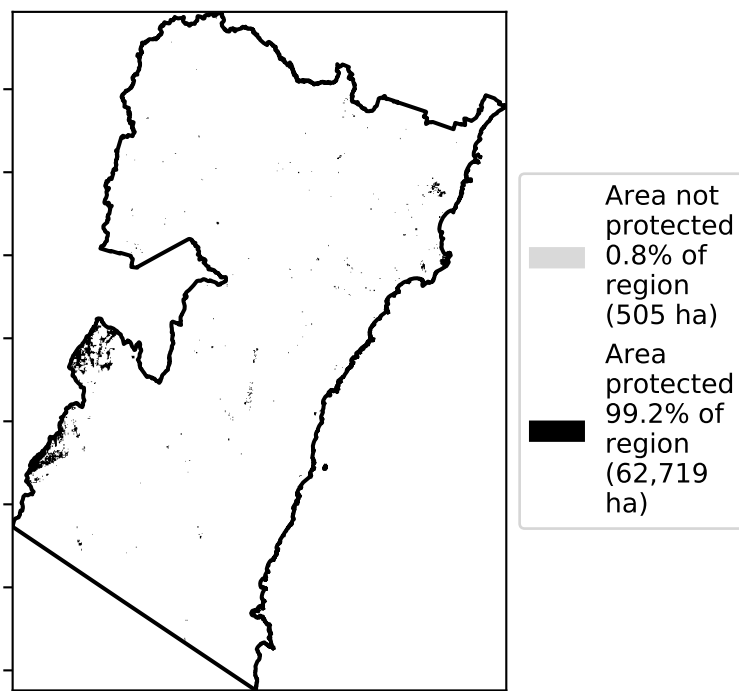 Area not
protected
0.8% of
region
(505 ha)
Area
protected
99.2% of
region
(62,719
ha)